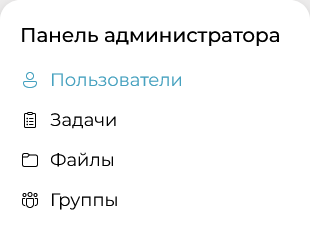 Панель администратора
Пользователи
Задачи
Файлы
Группы